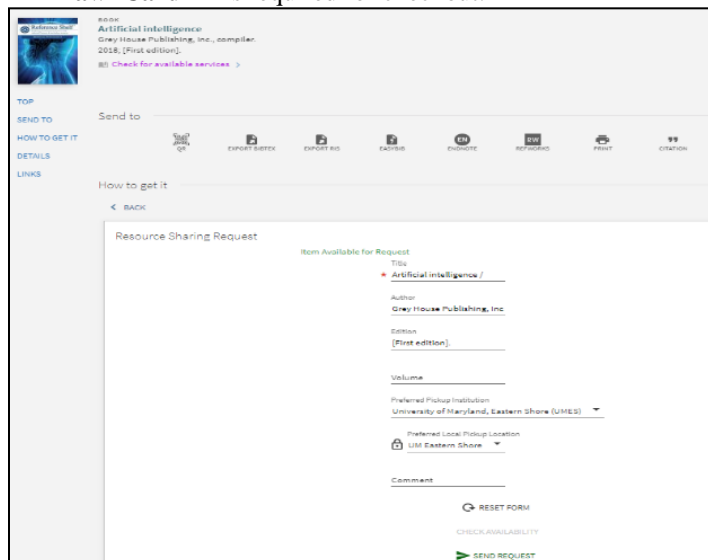 Reference Shelf
BOOK
Artificial intelligence
Grey House Publishing, Inc., compiler.
2018; [First edition].
Check for available services >
TOP
SEND TO
HOW TO GET IT
DETAILS
LINKS
Send to
QR
EXPORT BIBTEX
EXPORT RIS
EASYBIB
EN
ENDNOTE
RW
REFWORKS
PRINT
CITATION
How to get it
< BACK
Resource Sharing Request
Item Available for Request
Title
* Artificial intelligence /
Author
Grey House Publishing, Inc
Edition
[First edition].
Volume
Preferred Pickup Institution
University of Maryland, Eastern Shore (UMES)
Preferred Local Pickup Location
UM Eastern Shore
Comment
RESET FORM
CHECK AVAILABILITY
SEND REQUEST